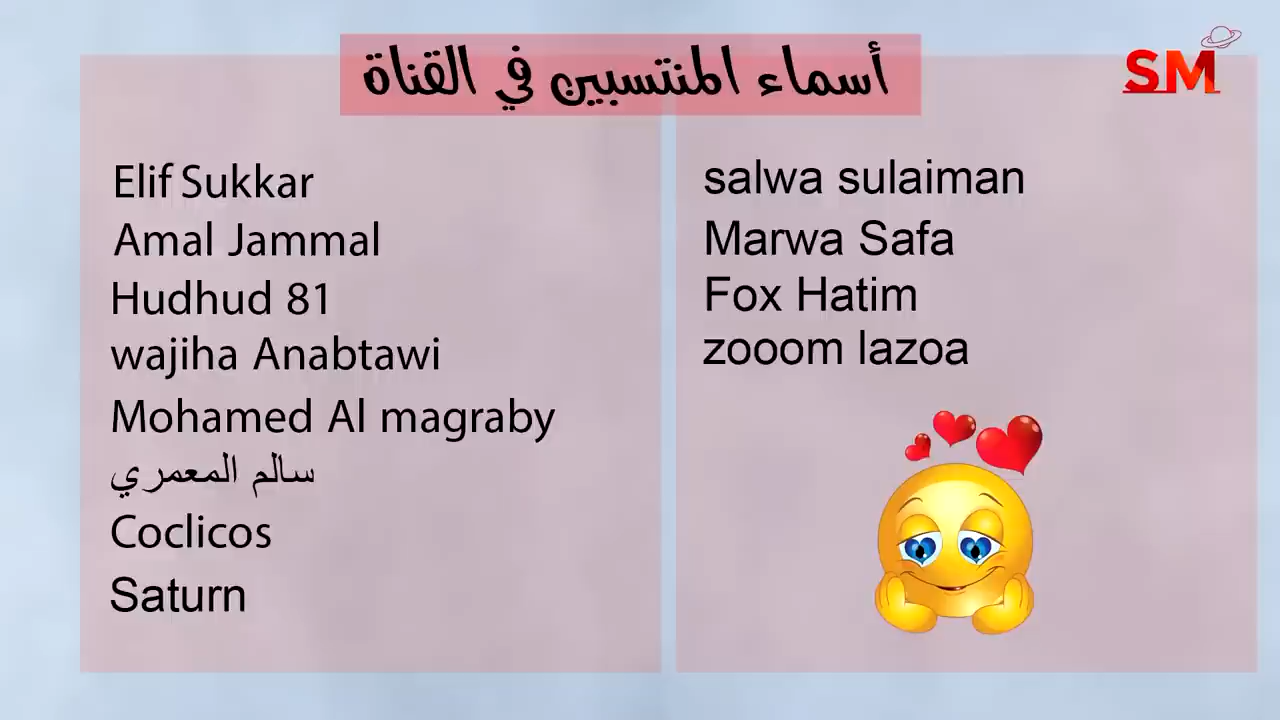 أسماء المنتسبين في القناة
SM
Elif Sukkar
Amal Jammal
Hudhud 81
wajiha Anabtawi
Mohamed Al magraby
سالم المعمري
Coclicos
Saturn
salwa sulaiman
Marwa Safa
Fox Hatim
zooom lazoa